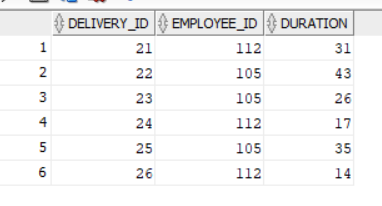 DELIVERY_ID EMPLOYEE_ID DURATION
1 21 112 31
2 22 105 43
3 23 105 26
4 24 112 17
5 25 105 35
6 26 112 14